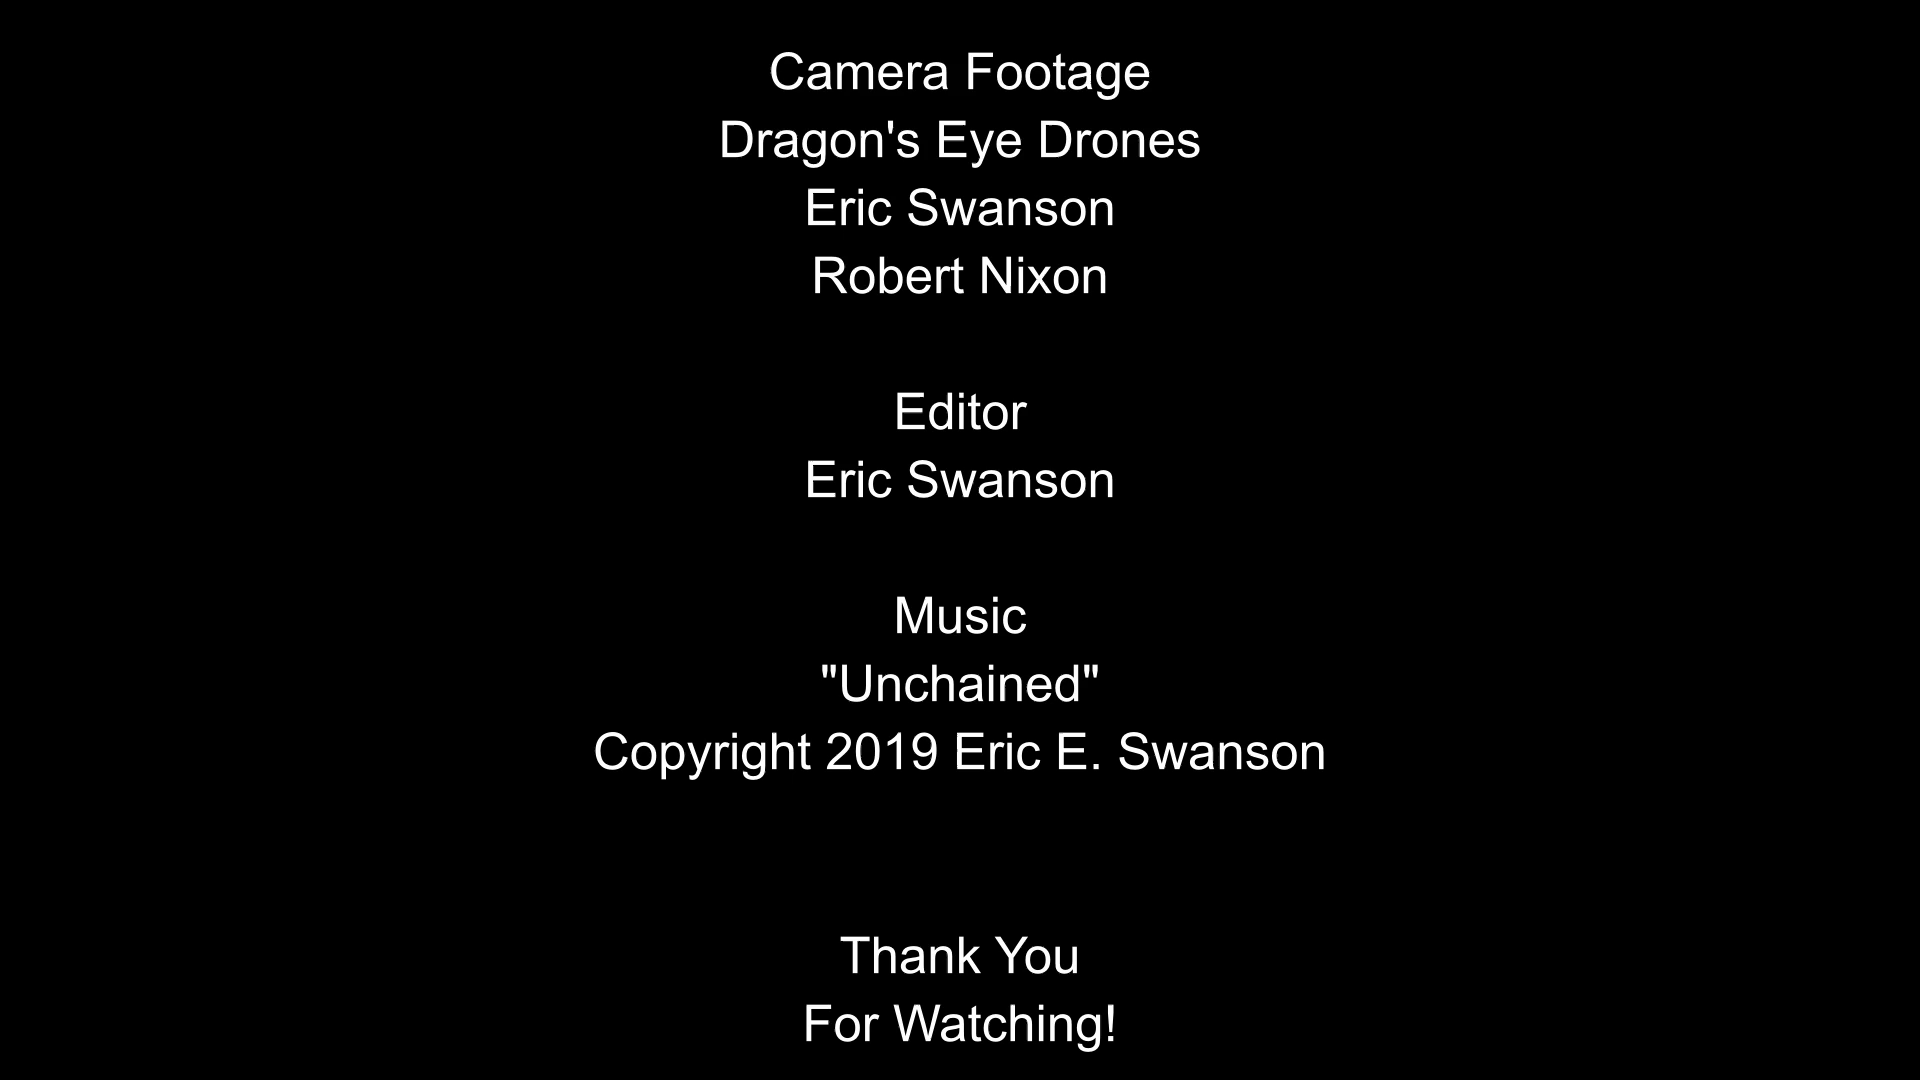 Camera Footage
Dragon's Eye Drones
Eric Swanson
Robert Nixon
Editor
Eric Swanson
Music
"Unchained"
Copyright 2019 Eric E. Swanson
Thank You
For Watching!